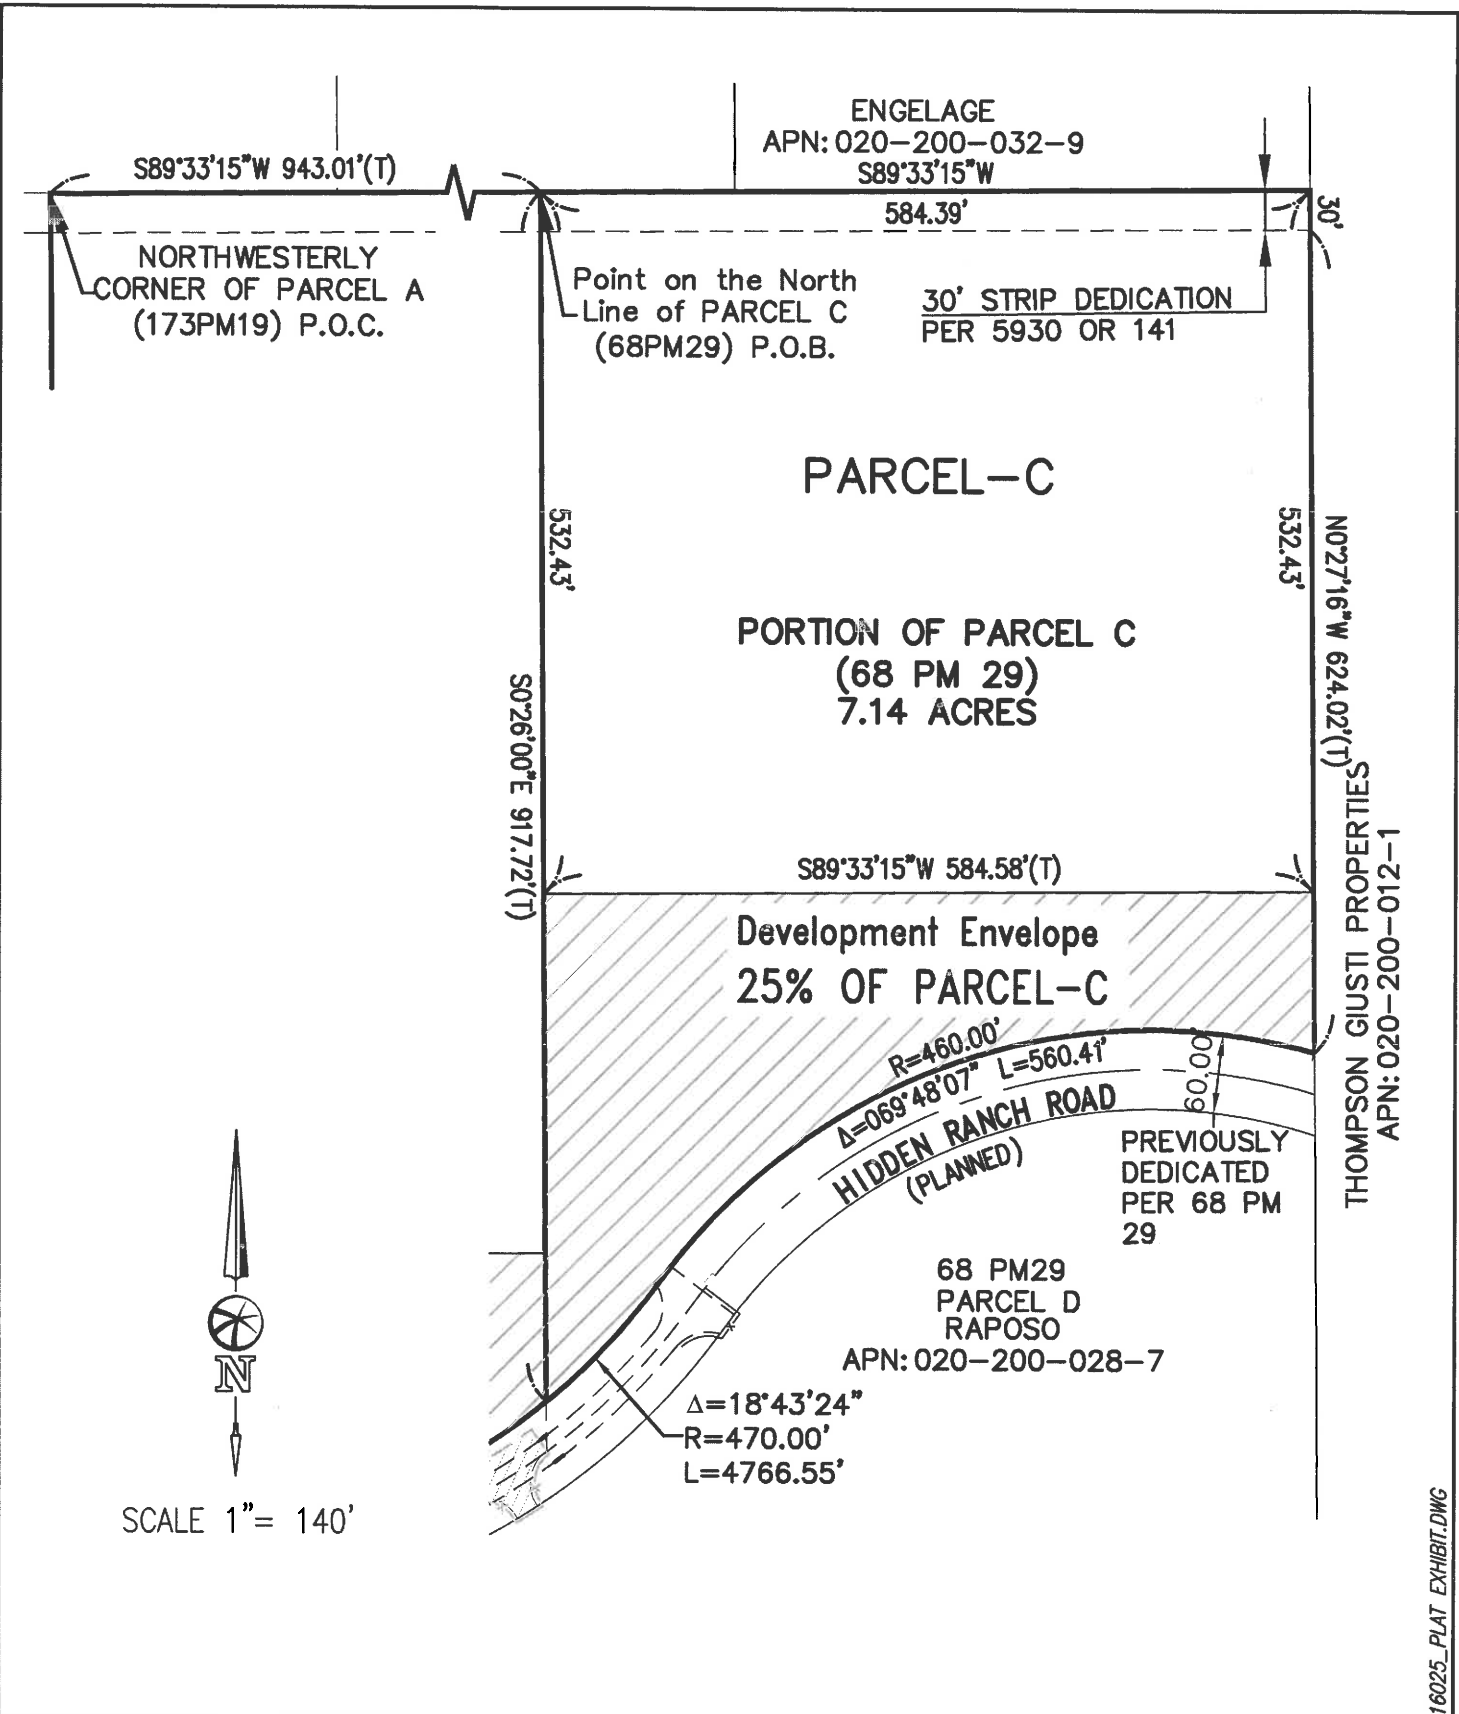 ENGELAGE
APN: 020-200-032-9
S89°33'15"W 943.01'(T)
S89°33'15"W
584.39'
30'
NORTHWESTERLY
CORNER OF PARCEL A
(173PM19) P.O.C.
Point on the North
Line of PARCEL C
(68PM29) P.O.B.
30' STRIP DEDICATION
PER 5930 OR 141
PARCEL-C
532.43'
532.43'
N0°27'16"W 624.02'(T)
PORTION OF PARCEL C
(68 PM 29)
7.14 ACRES
S0°26'00"E 917.72'(T)
THOMPSON GIUSTI PROPERTIES
APN: 020-200-012-1
S89°33'15"W 584.58'(T)
Development Envelope
25% OF PARCEL-C
R=460.00'
Δ=069°48'07" L=560.41'
60.00
HIDDEN RANCH ROAD
(PLANNED)
PREVIOUSLY
DEDICATED
PER 68 PM
29
68 PM29
PARCEL D
RAPOSO
APN: 020-200-028-7
Δ=18°43'24"
R=470.00'
L=4766.55'
N
SCALE 1"= 140'
16025_PLAT EXHIBIT.DWG